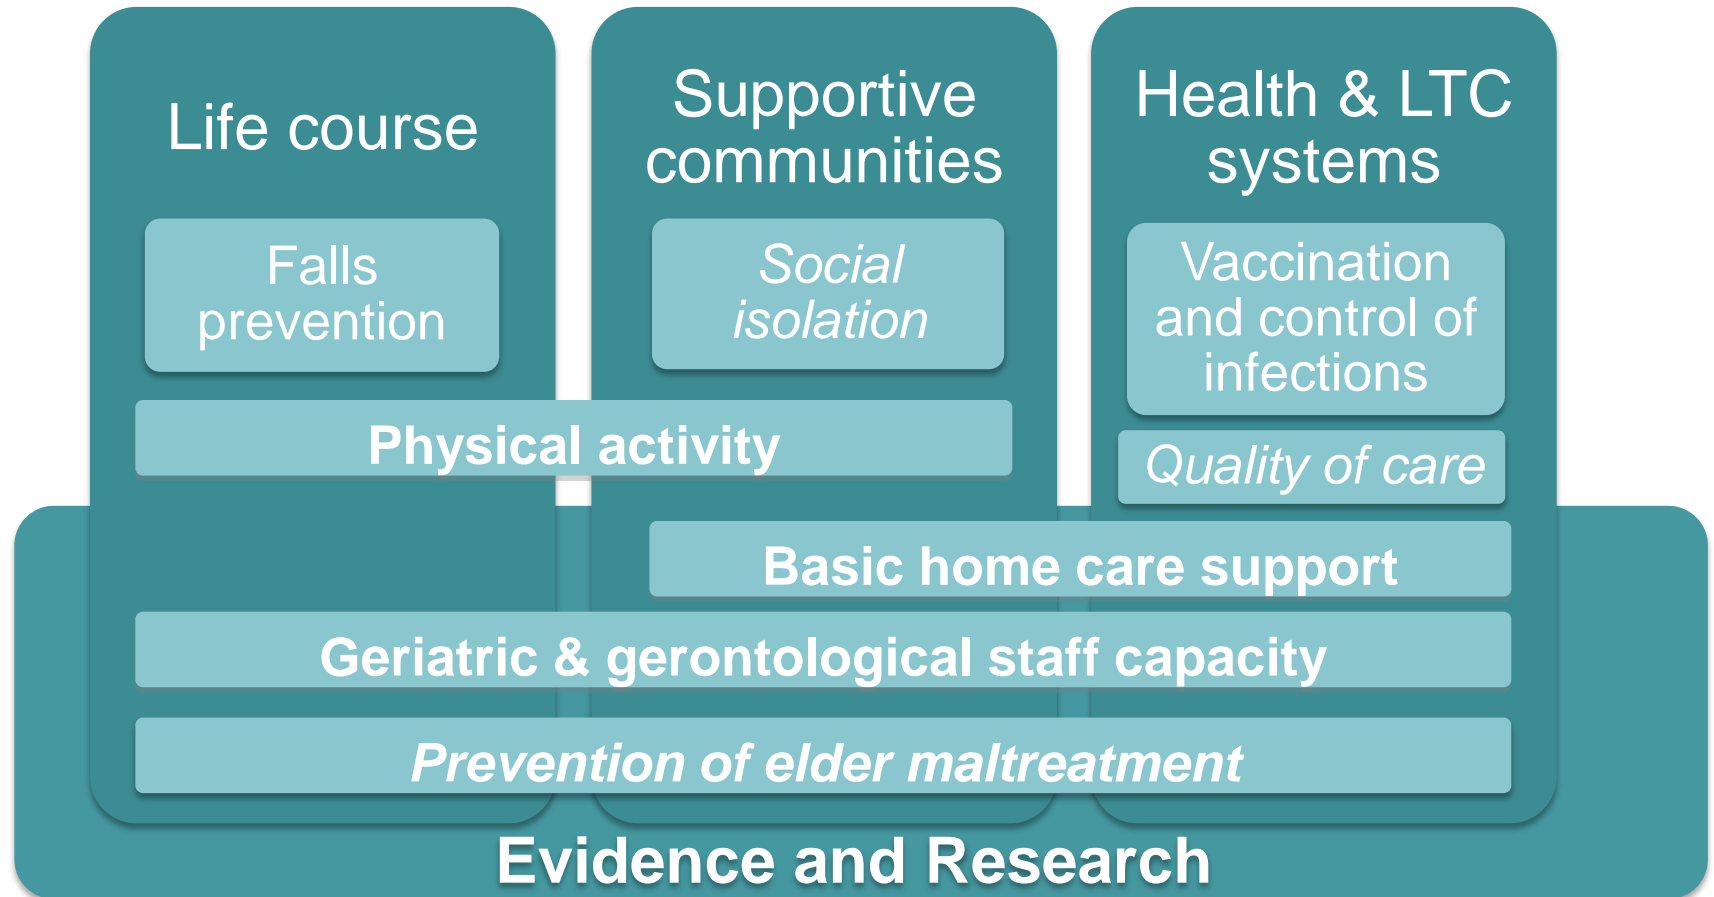 Life course
Supportive
communities
Health & LTC
systems
Falls
prevention
Social
isolation
Vaccination
and control of
infections
Physical activity
Quality of care
Basic home care support
Geriatric & gerontological staff capacity
Prevention of elder maltreatment
Evidence and Research